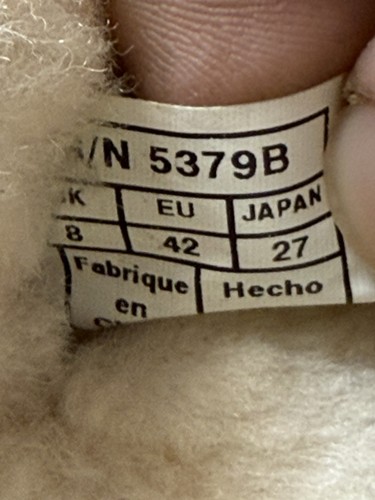 /N 5379B
K EU JAPAN
8 42 27
Fabrique Hecho
en